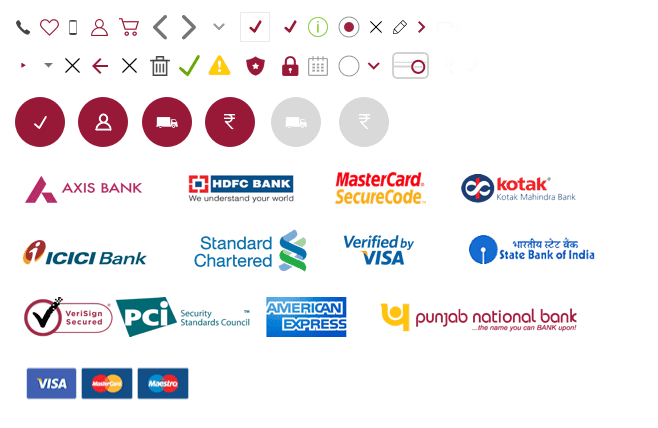 i
₹ ₹
AXIS BANK
HDFC BANK
We understand your world
MasterCard®
SecureCode™
kotak®
Kotak Mahindra Bank
ICICI Bank
Standard
Chartered
Verified by
VISA
भारतीय स्टेट बैंक
State Bank of India
VeriSign®
Secured
PCi Security ™
Standards Council
AMERICAN
EXPRESS
punjab national bank
...the name you can BANK upon!
VISA MasterCard Maestro